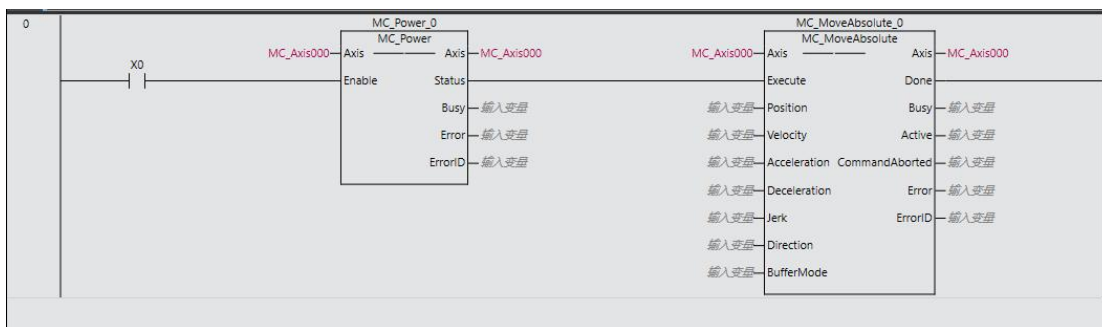 0
MC_Power_0
MC_MoveAbsolute_0
MC_Power
MC_MoveAbsolute
MC_Axis000 Axis Axis MC_Axis000 MC_Axis000 Axis Axis MC_Axis000
X0
Enable Status Execute Done
Busy 输入变量 输入变量 Position Busy 输入变量
Error 输入变量 输入变量 Velocity Active 输入变量
ErrorID 输入变量 输入变量 Acceleration CommandAborted 输入变量
输入变量 Deceleration Error 输入变量
输入变量 Jerk ErrorID 输入变量
输入变量 Direction
输入变量 BufferMode